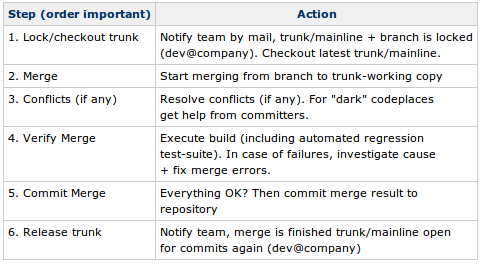 Step (order important) Action
1. Lock/checkout trunk Notify team by mail, trunk/mainline + branch is locked
(dev@company). Checkout latest trunk/mainline.
2. Merge Start merging from branch to trunk-working copy
3. Conflicts (if any) Resolve conflicts (if any). For "dark" codeplaces
get help from committers.
4. Verify Merge Execute build (including automated regression
test-suite). In case of failures, investigate cause
+ fix merge errors.
5. Commit Merge Everything OK? Then commit merge result to
repository
6. Release trunk Notify team, merge is finished trunk/mainline open
for commits again (dev@company)